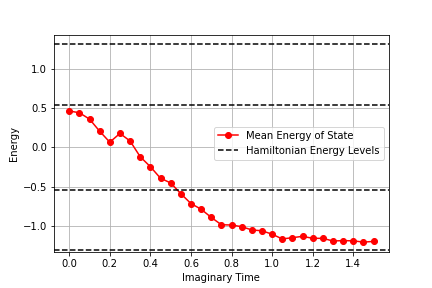 1.0
0.5
0.0
−0.5
−1.0
Energy
Mean Energy of State
Hamiltonian Energy Levels
0.0 0.2 0.4 0.6 0.8 1.0 1.2 1.4
Imaginary Time